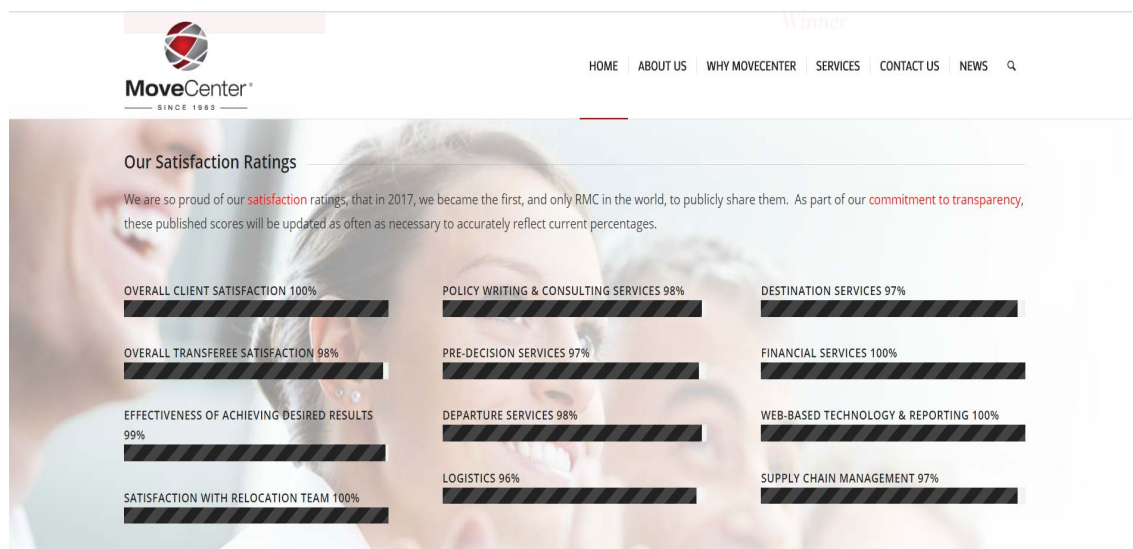 Winner
MoveCenter®
SINCE 1963
HOME ABOUT US WHY MOVECENTER SERVICES CONTACT US NEWS
Our Satisfaction Ratings
We are so proud of our satisfaction ratings, that in 2017, we became the first, and only RMC in the world, to publicly share them. As part of our commitment to transparency,
these published scores will be updated as often as necessary to accurately reflect current percentages.
OVERALL CLIENT SATISFACTION 100%
OVERALL TRANSFEREE SATISFACTION 98%
EFFECTIVENESS OF ACHIEVING DESIRED RESULTS
99%
SATISFACTION WITH RELOCATION TEAM 100%
POLICY WRITING & CONSULTING SERVICES 98%
PRE-DECISION SERVICES 97%
DEPARTURE SERVICES 98%
LOGISTICS 96%
DESTINATION SERVICES 97%
FINANCIAL SERVICES 100%
WEB-BASED TECHNOLOGY & REPORTING 100%
SUPPLY CHAIN MANAGEMENT 97%